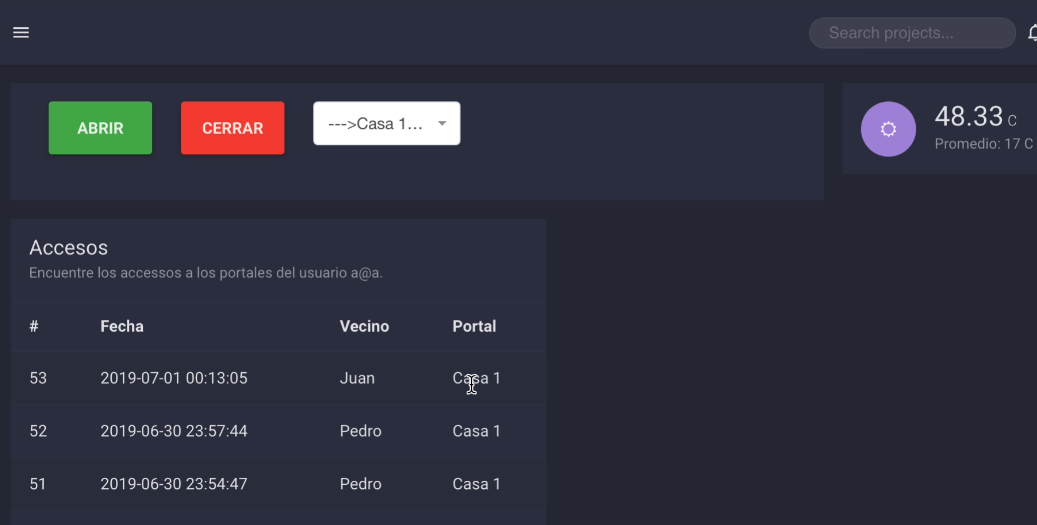 Search projects...
ABRIR
CERRAR
--->Casa 1...
48.33 C
Promedio: 17 C
Accesos
Encuentre los accessos a los portales del usuario a@a.
# Fecha Vecino Portal
53 2019-07-01 00:13:05 Juan Casa 1
52 2019-06-30 23:57:44 Pedro Casa 1
51 2019-06-30 23:54:47 Pedro Casa 1